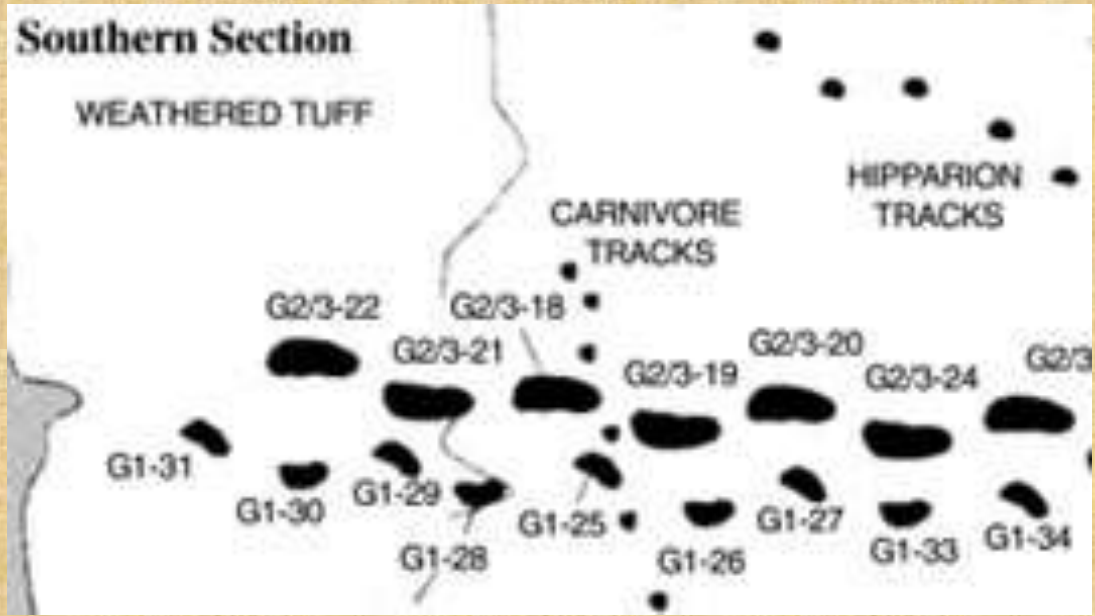 Southern Section
WEATHERED TUFF
HIPPARION
TRACKS
CARNIVORE
TRACKS
G2/3-22
G2/3-18
G2/3-21
G2/3-20
G2/3-19
G2/3-24
G2/3
G1-31
G1-30
G1-29
G1-28
G1-25
G1-26
G1-27
G1-33
G1-34